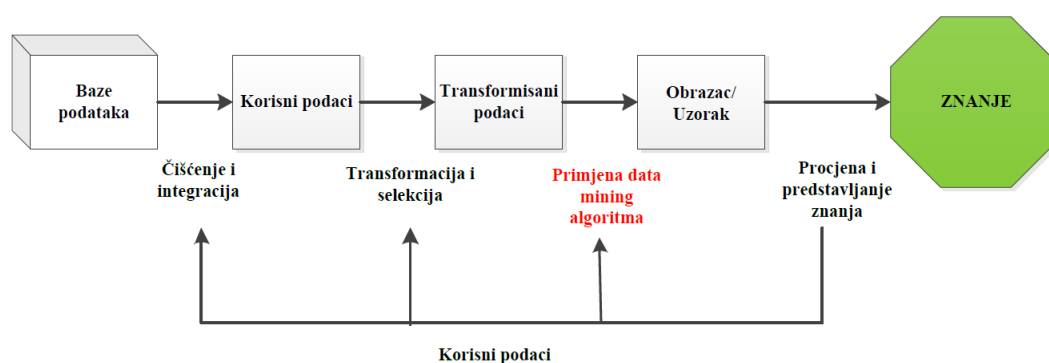 Baze
podataka
Korisni podaci
Transformisani
podaci
Obrazac/
Uzorak
ZNANJE
Čišćenje i
integracija
Transformacija i
selekcija
Primjena data
mining
algoritma
Procjena i
predstavljanje
znanja
Korisni podaci